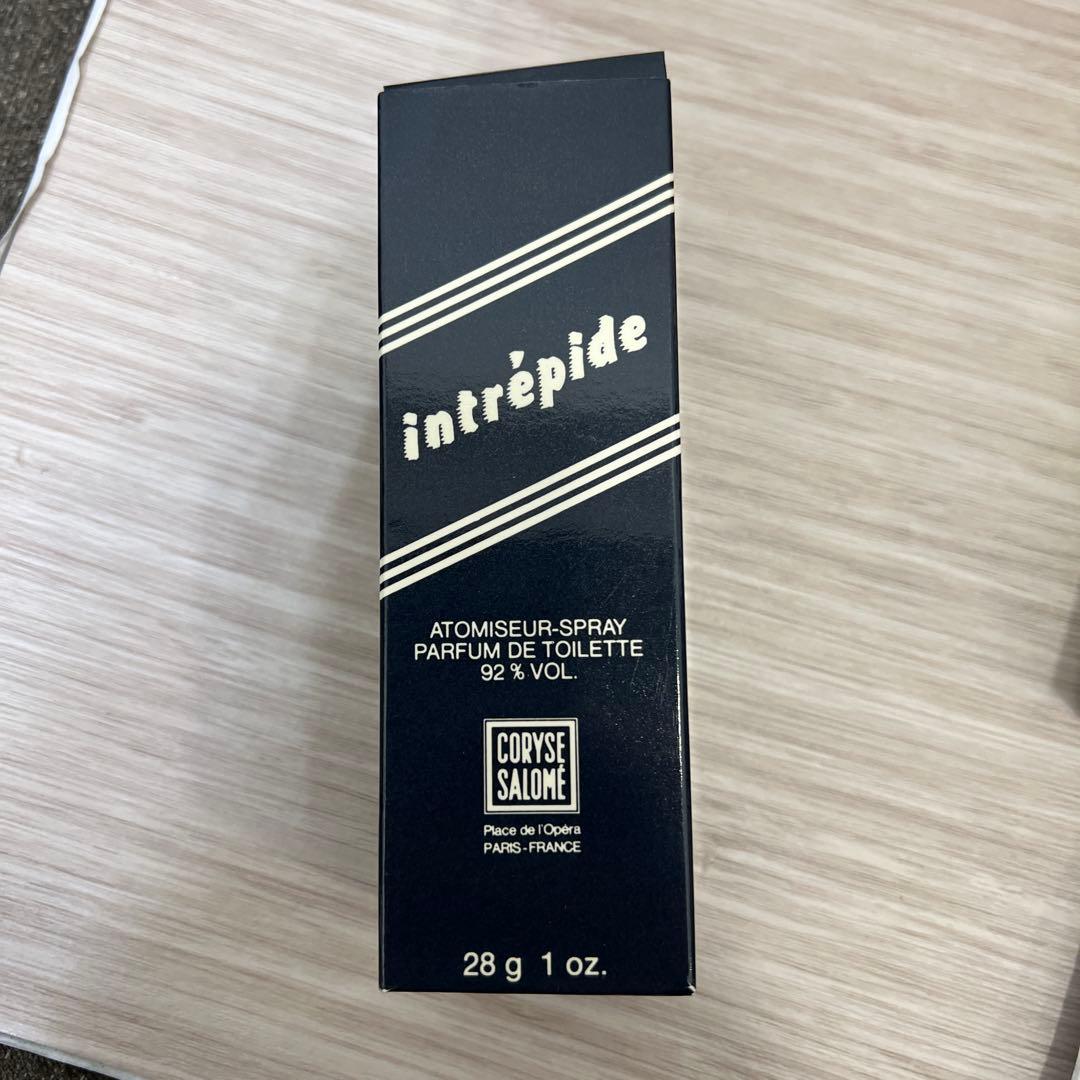 intrépide
ATOMISEUR-SPRAY
PARFUM DE TOILETTE
92 % VOL.
CORYSE
SALOMÉ
Place de l'Opéra
PARIS-FRANCE
28 g 1 oz.